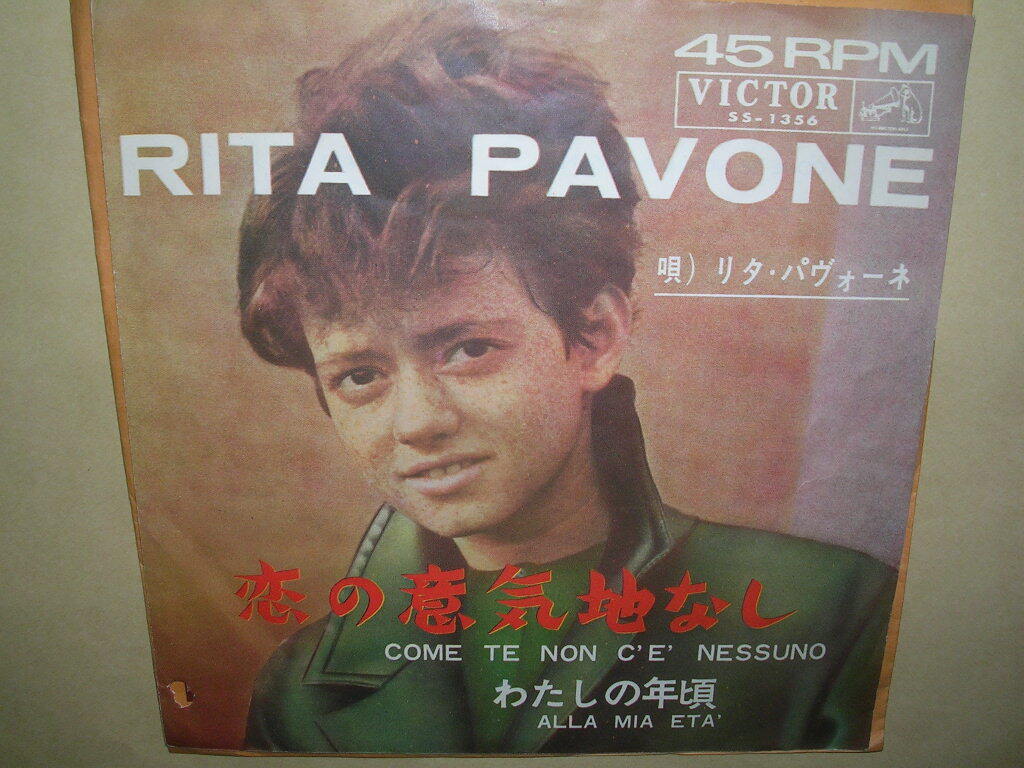 45 RPM
VICTOR
SS-1356
RITA PAVONE
唄）リタ・パヴォーネ
恋の意気地なし
COME TE NON C'E' NESSUNO
わたしの年頃
ALLA MIA ETA'